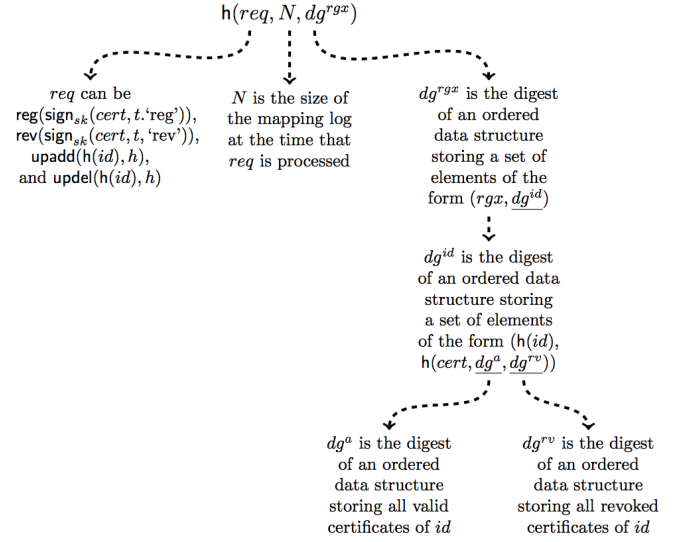 h(req, N, dg^{rgx})
req can be
reg(sign_{sk}(cert, t.‘reg’)),
rev(sign_{sk}(cert, t, ‘rev’)),
upadd(h(id), h),
and updel(h(id), h)
N is the size of
the mapping log
at the time that
req is processed
dg^{rgx} is the digest
of an ordered
data structure
storing a set of
elements of the
form (rgx, dg^{id})
dg^{id} is the digest
of an ordered data
structure storing
a set of elements
of the form (h(id),
h(cert, dg^{a}, dg^{rv}))
dg^{a} is the digest
of an ordered
data structure
storing all valid
certificates of id
dg^{rv} is the digest
of an ordered
data structure
storing all revoked
certificates of id